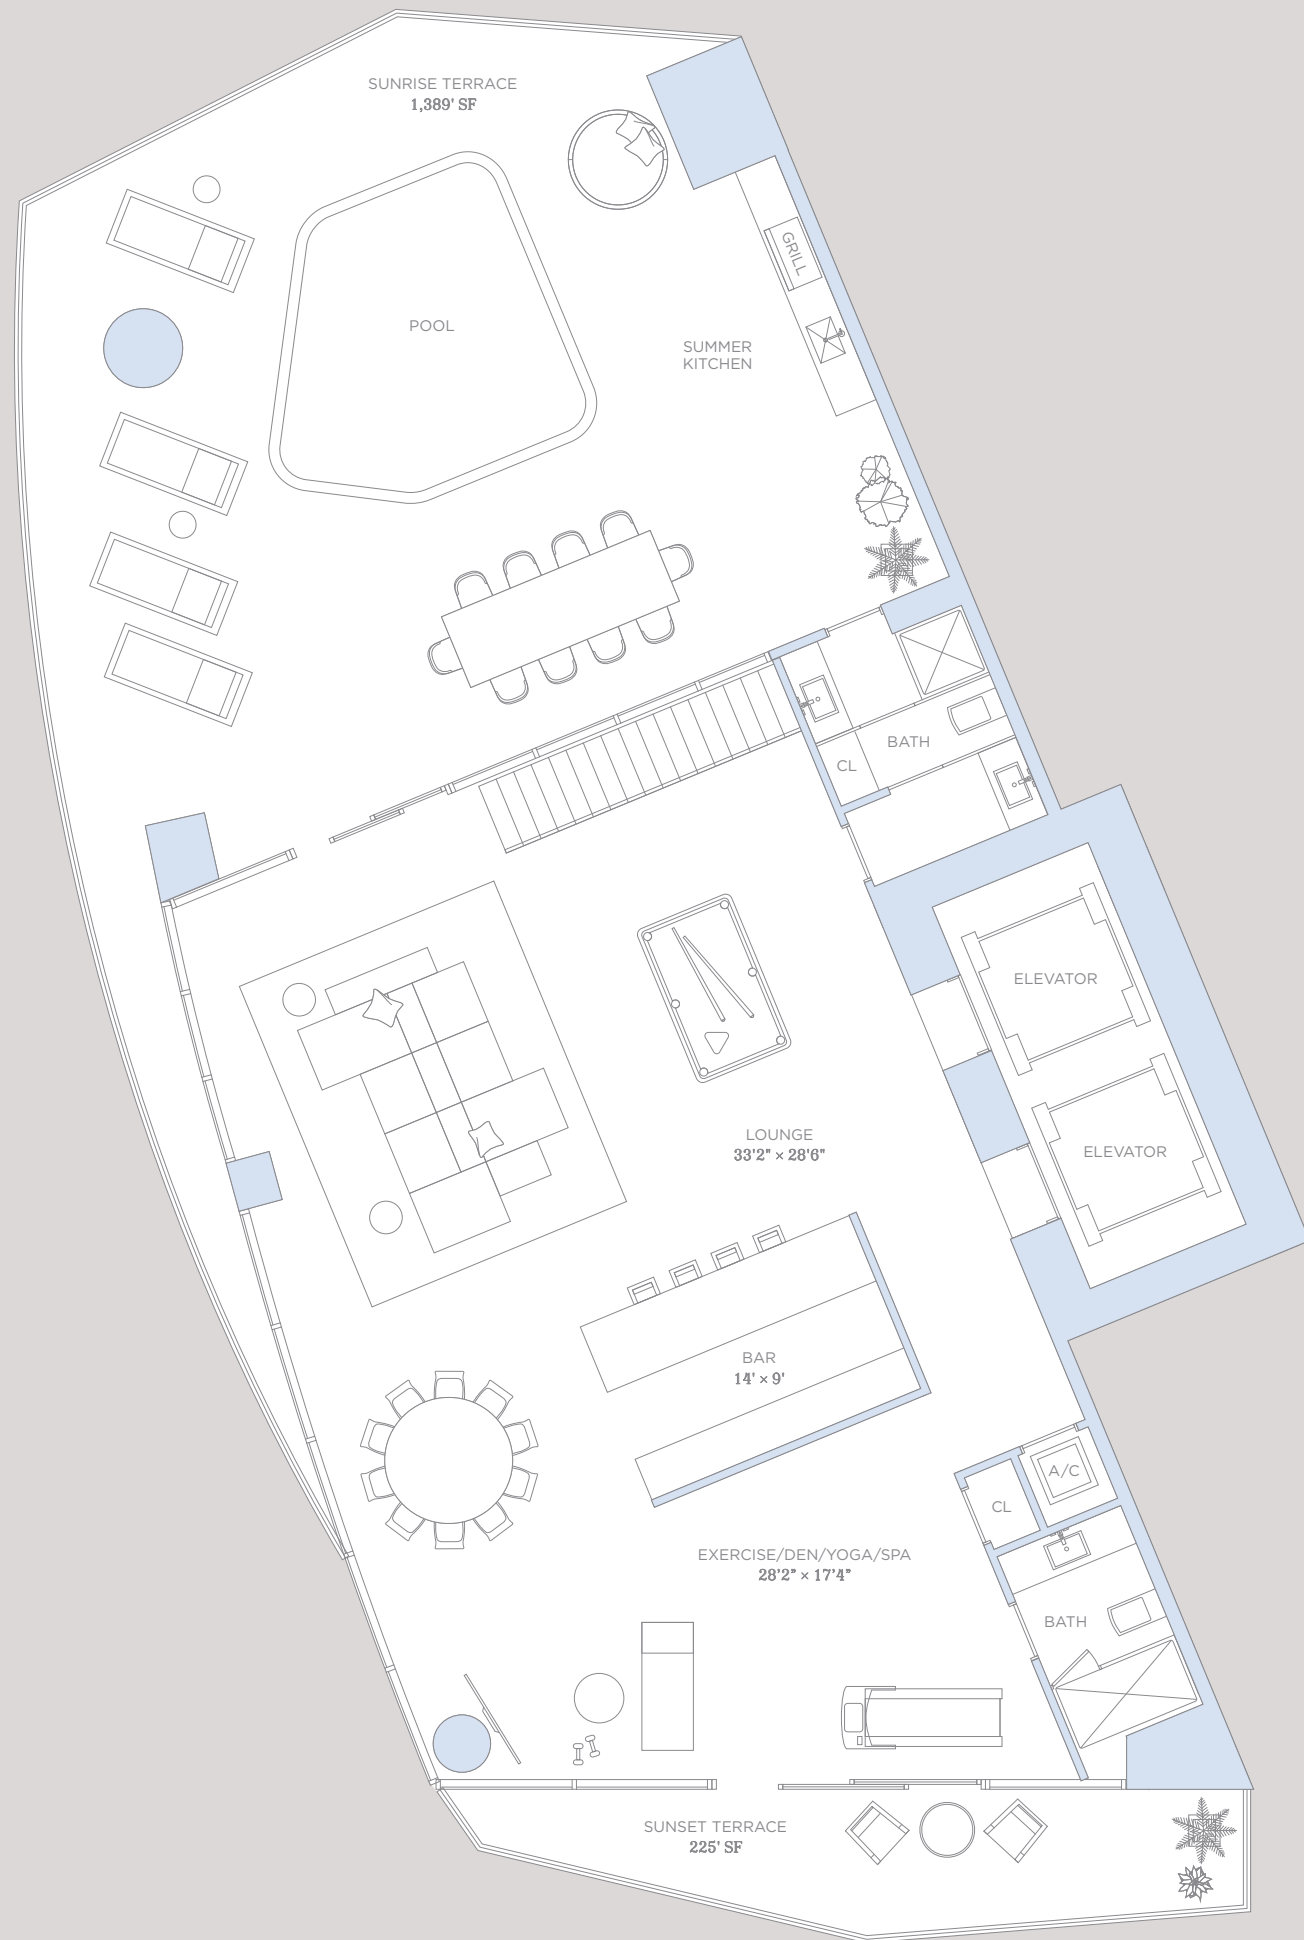 SUNRISE TERRACE
1,389' SF
GRILL
POOL
SUMMER
KITCHEN
BATH
CL
ELEVATOR
LOUNGE
33'2" × 28'6"
ELEVATOR
BAR
14' × 9'
A/C
CL
EXERCISE/DEN/YOGA/SPA
28'2" × 17'4"
BATH
SUNSET TERRACE
225' SF